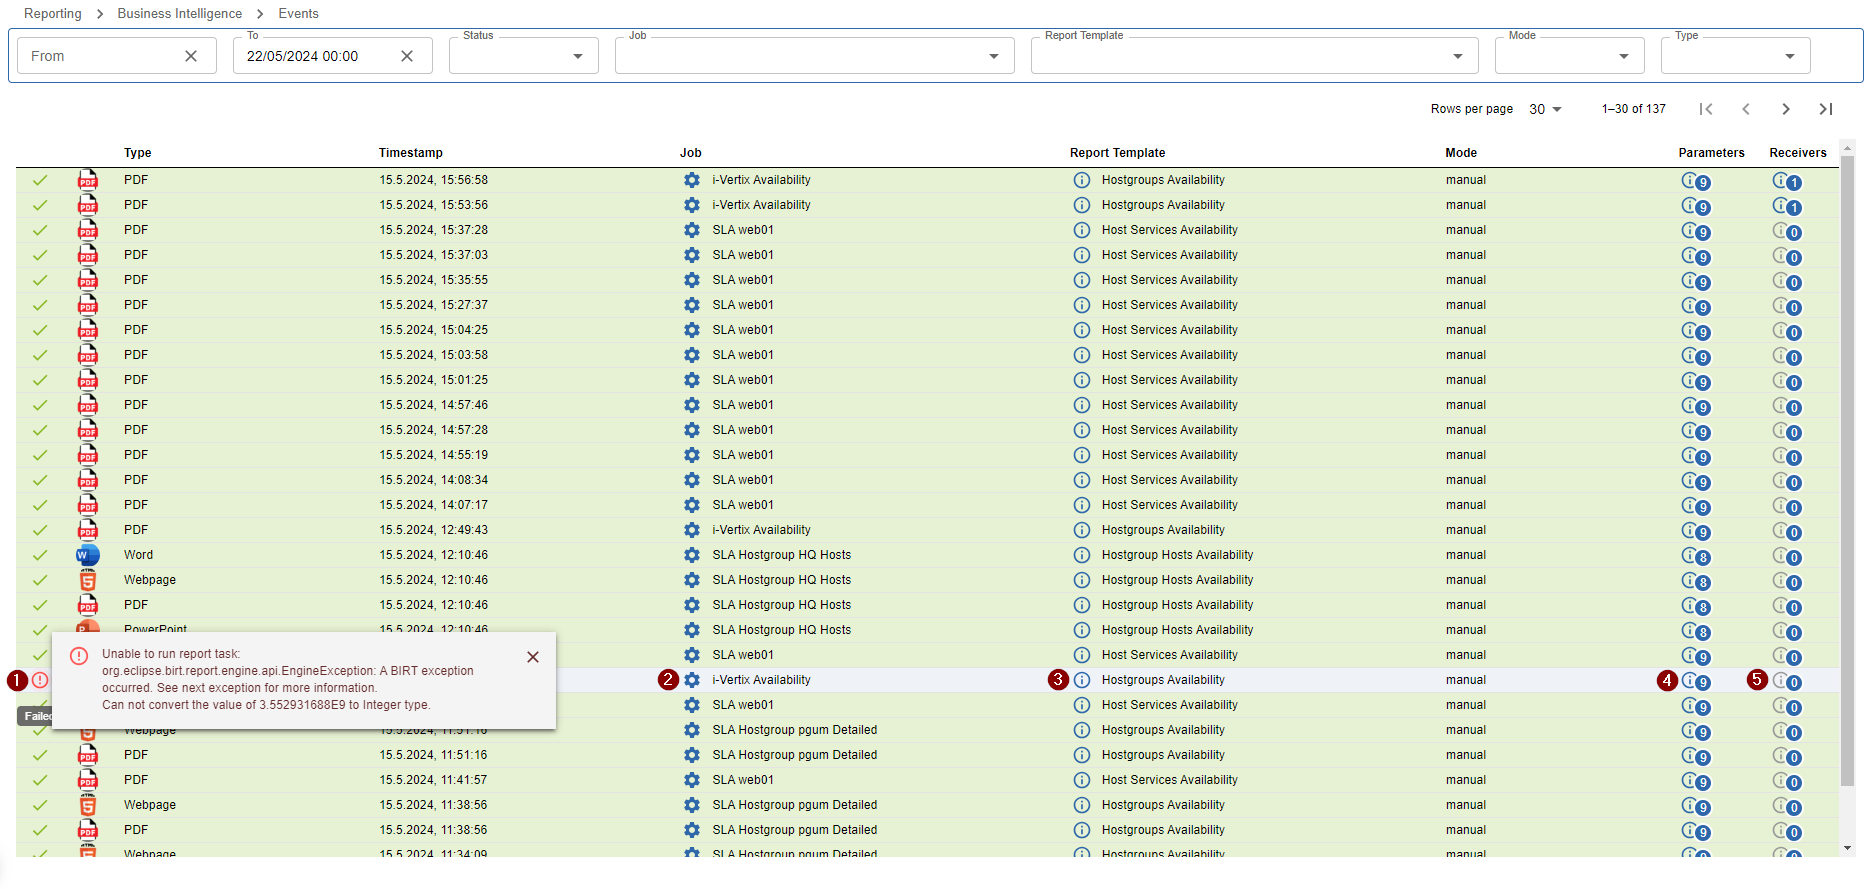 Reporting > Business Intelligence > Events
From To 22/05/2024 00:00 Status Job Report Template Mode Type
Rows per page 30 1–30 of 137
Type Timestamp Job Report Template Mode Parameters Receivers
PDF 15.5.2024, 15:56:58 i-Vertix Availability Hostgroups Availability manual 9 1
PDF 15.5.2024, 15:53:56 i-Vertix Availability Hostgroups Availability manual 9 1
PDF 15.5.2024, 15:37:28 SLA web01 Host Services Availability manual 9 0
PDF 15.5.2024, 15:37:03 SLA web01 Host Services Availability manual 9 0
PDF 15.5.2024, 15:35:55 SLA web01 Host Services Availability manual 9 0
PDF 15.5.2024, 15:27:37 SLA web01 Host Services Availability manual 9 0
PDF 15.5.2024, 15:04:25 SLA web01 Host Services Availability manual 9 0
PDF 15.5.2024, 15:03:58 SLA web01 Host Services Availability manual 9 0
PDF 15.5.2024, 15:01:25 SLA web01 Host Services Availability manual 9 0
PDF 15.5.2024, 14:57:46 SLA web01 Host Services Availability manual 9 0
PDF 15.5.2024, 14:57:28 SLA web01 Host Services Availability manual 9 0
PDF 15.5.2024, 14:55:19 SLA web01 Host Services Availability manual 9 0
PDF 15.5.2024, 14:08:34 SLA web01 Host Services Availability manual 9 0
PDF 15.5.2024, 14:07:17 SLA web01 Host Services Availability manual 9 0
PDF 15.5.2024, 12:49:43 i-Vertix Availability Hostgroups Availability manual 9 0
Word 15.5.2024, 12:10:46 SLA Hostgroup HQ Hosts Hostgroup Hosts Availability manual 8 0
Webpage 15.5.2024, 12:10:46 SLA Hostgroup HQ Hosts Hostgroup Hosts Availability manual 8 0
PDF 15.5.2024, 12:10:46 SLA Hostgroup HQ Hosts Hostgroup Hosts Availability manual 8 0
PowerPoint 15.5.2024, 12:10:46 SLA Hostgroup HQ Hosts Hostgroup Hosts Availability manual 8 0
SLA web01 Host Services Availability manual 9 0
1 2 i-Vertix Availability 3 Hostgroups Availability manual 4 9 5 0
Unable to run report task:
org.eclipse.birt.report.engine.api.EngineException: A BIRT exception
occurred. See next exception for more information.
Can not convert the value of 3.552931688E9 to Integer type.
Failed
SLA web01 Host Services Availability manual 9 0
Webpage 15.5.2024, 11:51:16 SLA Hostgroup pgum Detailed Hostgroups Availability manual 9 0
PDF 15.5.2024, 11:51:16 SLA Hostgroup pgum Detailed Hostgroups Availability manual 9 0
PDF 15.5.2024, 11:41:57 SLA web01 Host Services Availability manual 9 0
Webpage 15.5.2024, 11:38:56 SLA Hostgroup pgum Detailed Hostgroups Availability manual 9 0
PDF 15.5.2024, 11:38:56 SLA Hostgroup pgum Detailed Hostgroups Availability manual 9 0
Webpage 15.5.2024, 11:34:09 SLA Hostgroup pgum Detailed Hostgroups Availability manual 9 0